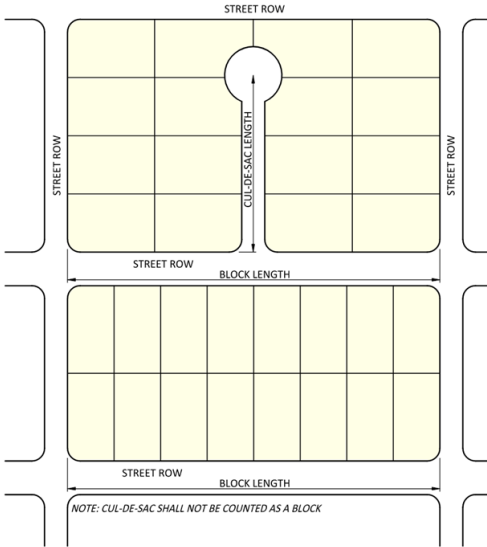 STREET ROW
STREET ROW
CUL-DE-SAC LENGTH
STREET ROW
STREET ROW
BLOCK LENGTH
STREET ROW
BLOCK LENGTH
NOTE: CUL-DE-SAC SHALL NOT BE COUNTED AS A BLOCK